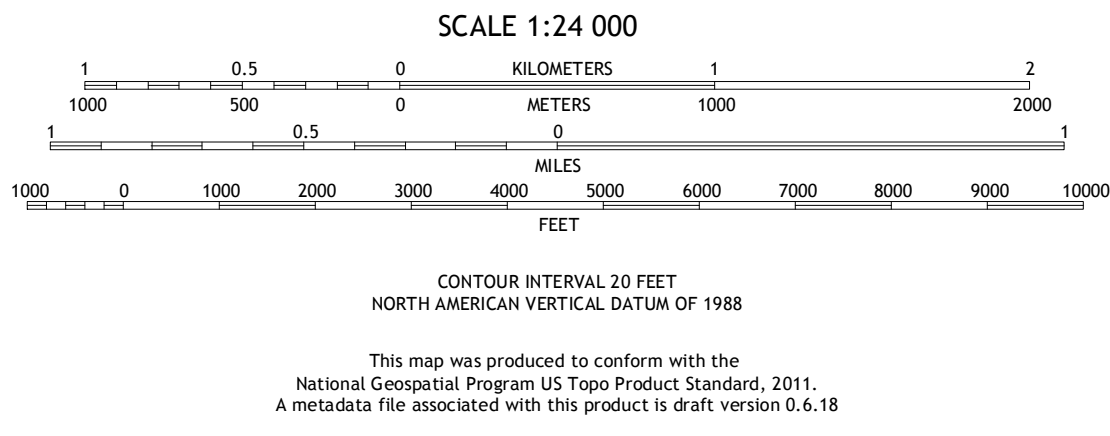 SCALE 1:24 000
1 0.5 0 KILOMETERS 1 2
1000 500 0 METERS 1000 2000
1 0.5 0 1
MILES
1000 0 1000 2000 3000 4000 5000 6000 7000 8000 9000 10000
FEET
CONTOUR INTERVAL 20 FEET
NORTH AMERICAN VERTICAL DATUM OF 1988
This map was produced to conform with the
National Geospatial Program US Topo Product Standard, 2011.
A metadata file associated with this product is draft version 0.6.18